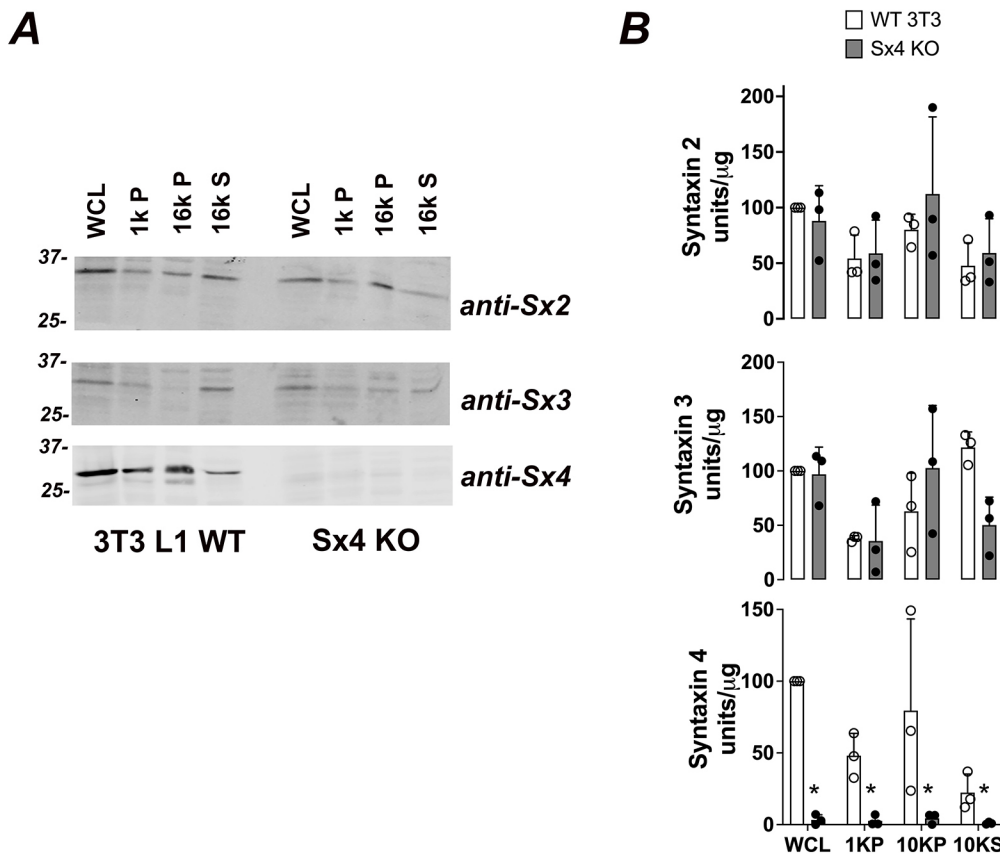 A
WCL
1k P
16k P
16k S
WCL
1k P
16k P
16k S
37-
25-
anti-Sx2
37-
25-
anti-Sx3
37-
25-
anti-Sx4
3T3 L1 WT
Sx4 KO
B
WT 3T3
Sx4 KO
Syntaxin 2
units/μg
200
150
100
50
0
Syntaxin 3
units/μg
200
150
100
50
0
Syntaxin 4
units/μg
150
100
50
0
*
*
*
*
WCL
1KP
10KP
10KS